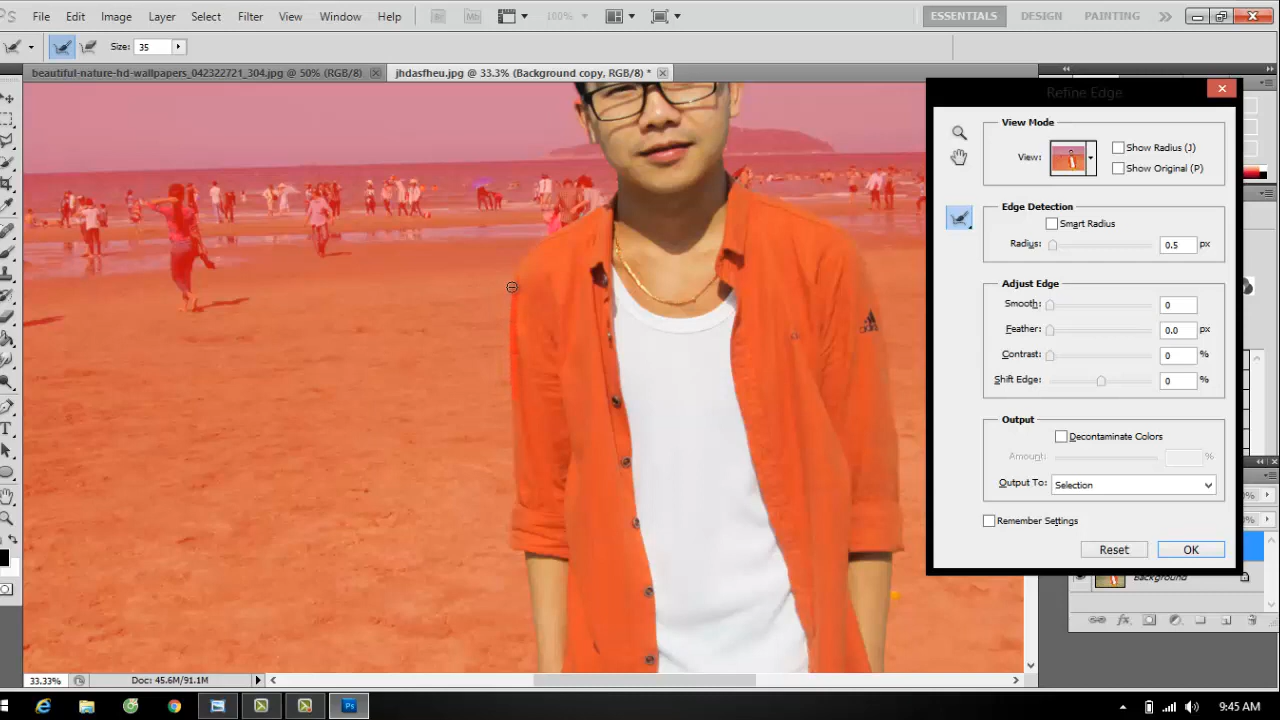 File Edit Image Layer Select Filter View Window Help
Br Mb 100% ESSENTIALS DESIGN PAINTING
Size: 35
beautiful-nature-hd-wallpapers_042322721_304.jpg @ 50% (RGB/8)
jhdasfheu.jpg @ 33.3% (Background copy, RGB/8) *
Refine Edge
View Mode
View:
Show Radius (J)
Show Original (P)
Edge Detection
Smart Radius
Radius: 0.5 px
Adjust Edge
Smooth: 0
Feather: 0.0 px
Contrast: 0 %
Shift Edge: 0 %
Output
Decontaminate Colors
Amount: %
Output To: Selection
Remember Settings
Reset OK
Background
fx
33.33% Doc: 45.6M/91.1M
Ps
9:45 AM